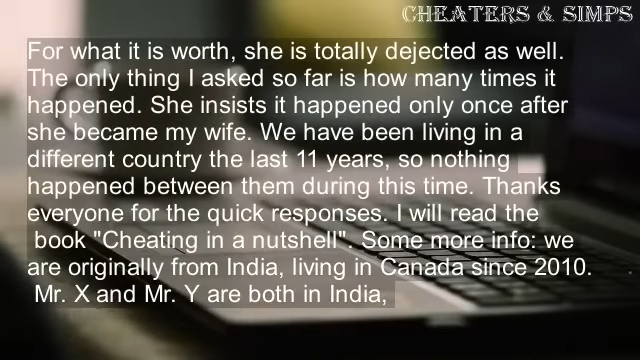 CHEATERS & SIMPS
For what it is worth, she is totally dejected as well.
The only thing I asked so far is how many times it
happened. She insists it happened only once after
she became my wife. We have been living in a
different country the last 11 years, so nothing
happened between them during this time. Thanks
everyone for the quick responses. I will read the
book "Cheating in a nutshell". Some more info: we
are originally from India, living in Canada since 2010.
Mr. X and Mr. Y are both in India,